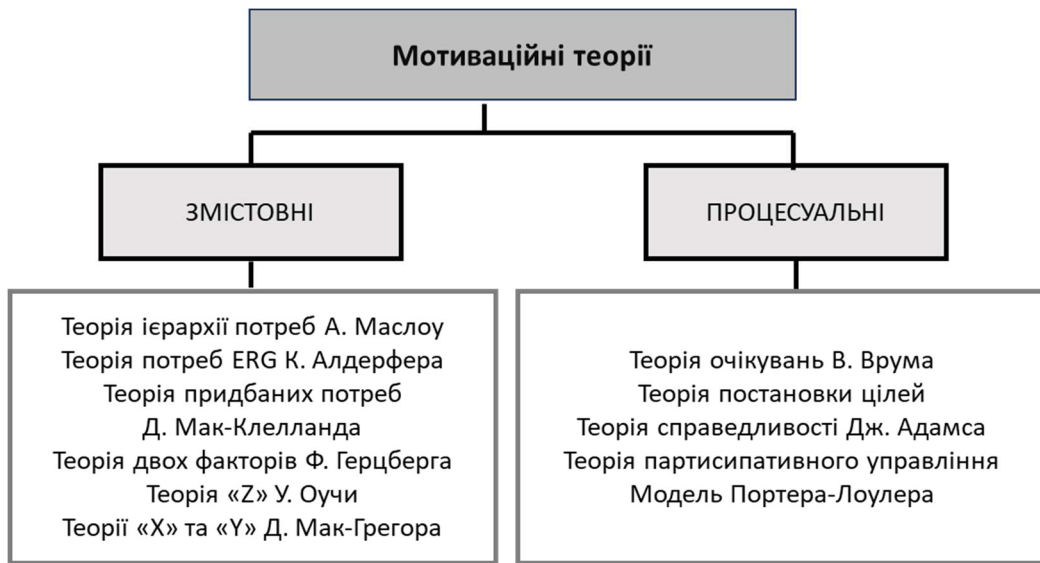 Мотиваційні теорії
ЗМІСТОВНІ
ПРОЦЕСУАЛЬНІ
Теорія ієрархії потреб А. Маслоу
Теорія потреб ERG К. Алдерфера
Теорія придбаних потреб
Д. Мак-Клелланда
Теорія двох факторів Ф. Герцберга
Теорія «Z» У. Оучи
Теорії «X» та «Y» Д. Мак-Грегора
Теорія очікувань В. Врума
Теорія постановки цілей
Теорія справедливості Дж. Адамса
Теорія партисипативного управління
Модель Портера-Лоулера